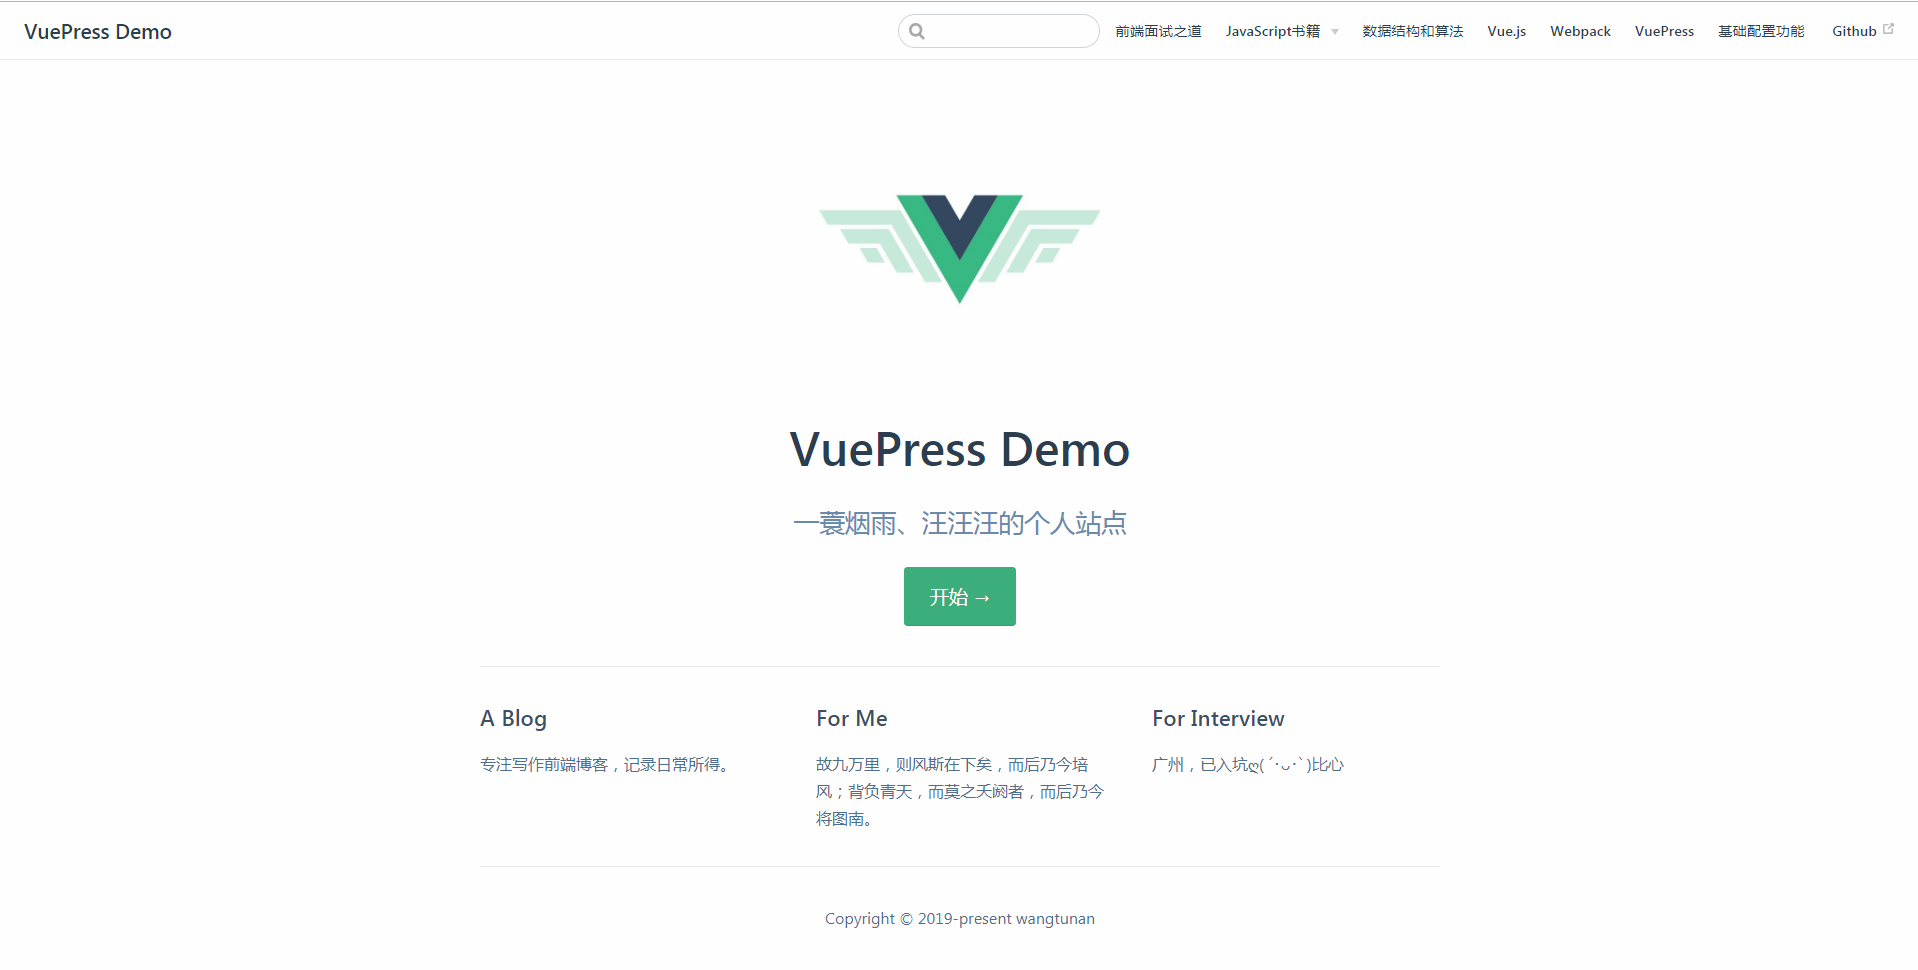 VuePress Demo
前端面试之道 JavaScript书籍 数据结构和算法 Vue.js Webpack VuePress 基础配置功能 Github
VuePress Demo
一蓑烟雨、汪汪汪的个人站点
开始 →
A Blog
专注写作前端博客，记录日常所得。
For Me
故九万里，则风斯在下矣，而后乃今培
风；背负青天，而莫之夭阏者，而后乃今
将图南。
For Interview
广州，已入坑ღ( ´･ᴗ･` )比心
Copyright © 2019-present wangtunan